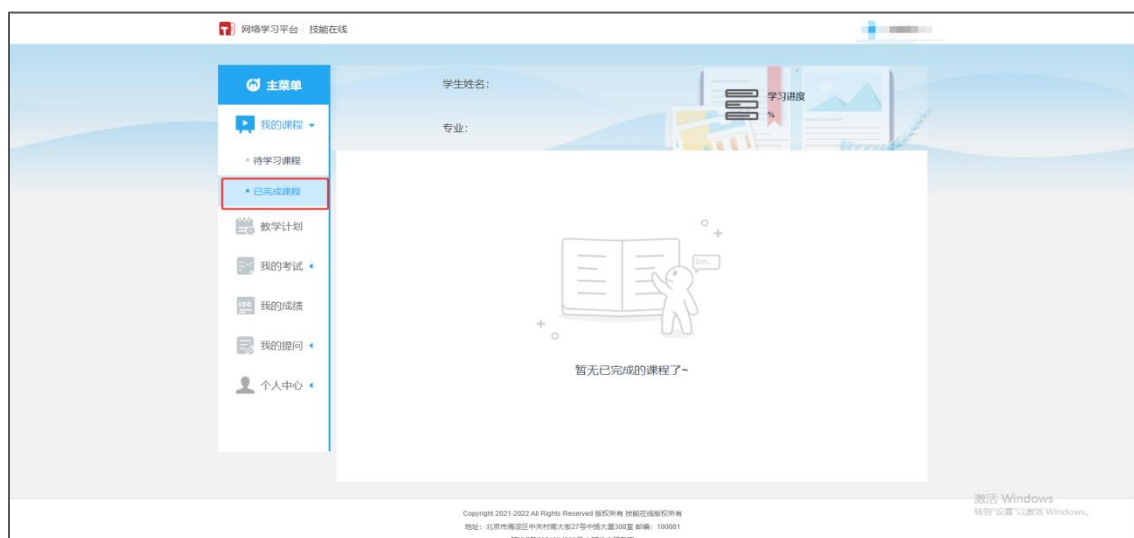 网络学习平台 技能在线
主菜单
学生姓名：
学习进度
%
我的课程
专业：
待学习课程
已完成课程
教学计划
我的考试
我的成绩
我的提问
个人中心
暂无已完成的课程了~
激活 Windows
转到"设置"以激活 Windows。
Copyright 2021-2022 All Rights Reserved 版权所有 技能在线版权所有
地址：北京市海淀区中关村南大街27号中扬大厦308室 邮编：100081